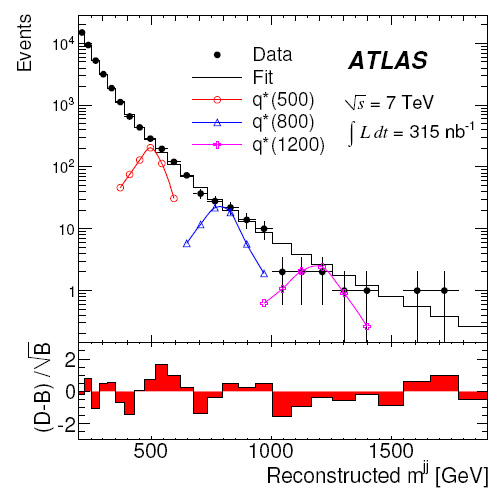 Events
10⁴
10³
10²
10
1
Data
Fit
q*(500)
q*(800)
q*(1200)
ATLAS
√s = 7 TeV
∫ L dt = 315 nb⁻¹
(D-B) /√B
2
0
-2
500
1000
1500
Reconstructed mʲʲ [GeV]